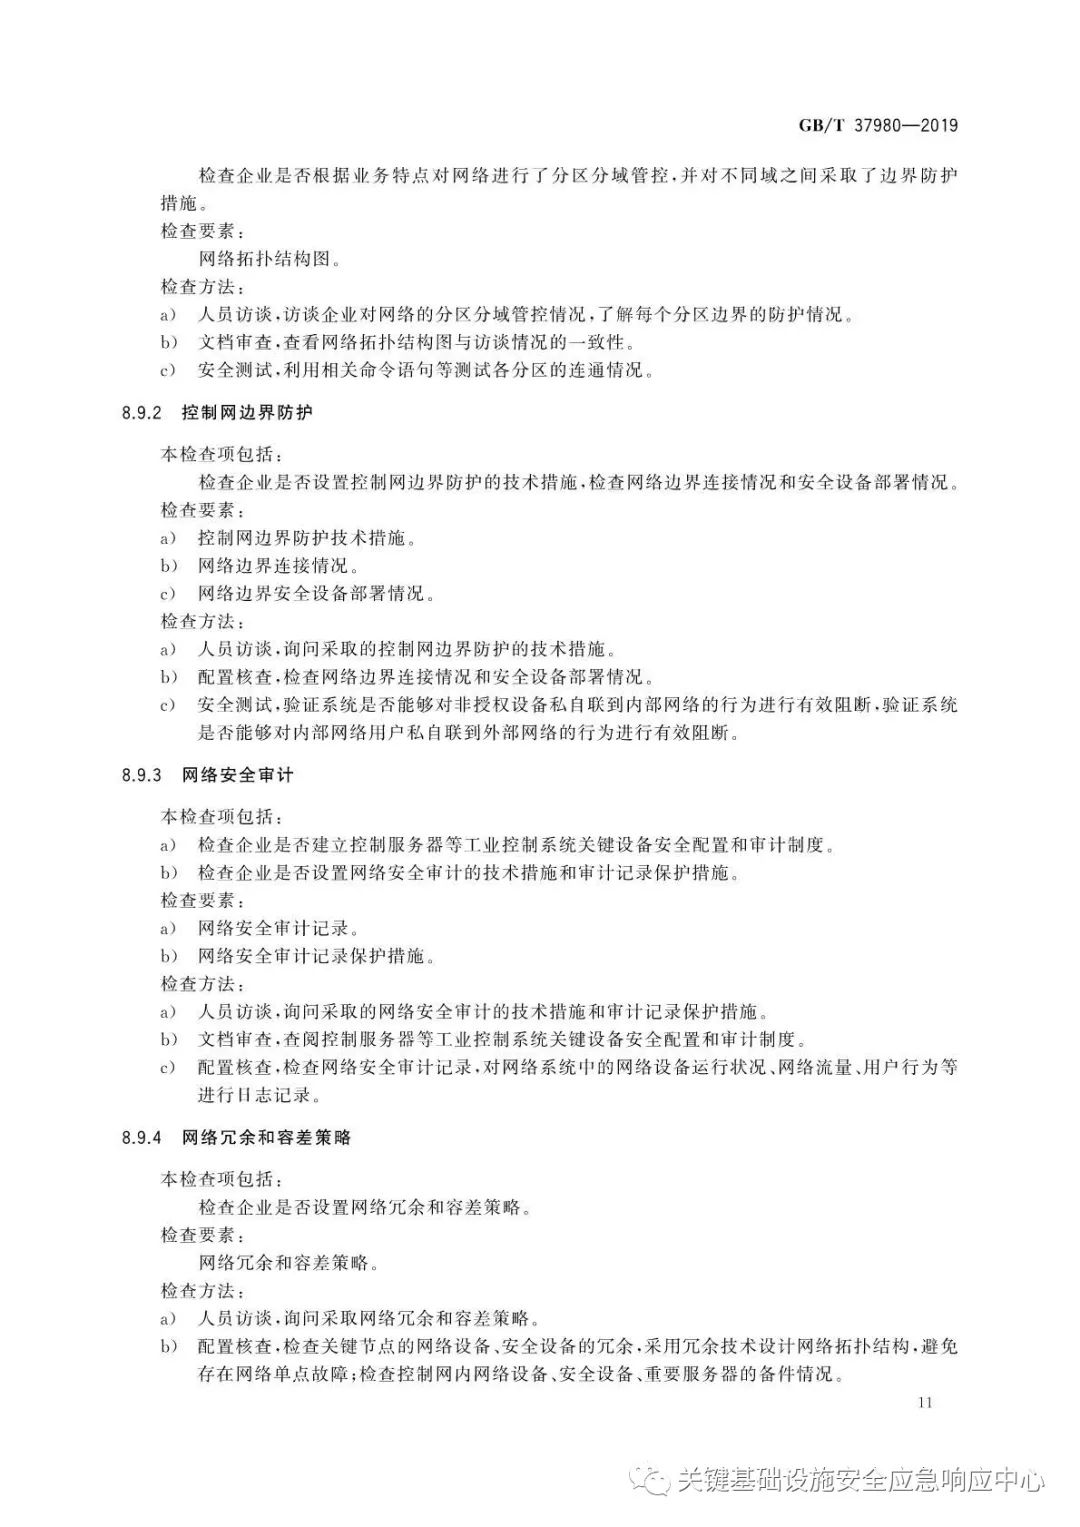 GB/T 37980—2019
检查企业是否根据业务特点对网络进行了分区分域管控,并对不同域之间采取了边界防护
措施。
检查要素:
网络拓扑结构图。
检查方法:
a) 人员访谈,访谈企业对网络的分区分域管控情况,了解每个分区边界的防护情况。
b) 文档审查,查看网络拓扑结构图与访谈情况的一致性。
c) 安全测试,利用相关命令语句等测试各分区的连通情况。
8.9.2 控制网边界防护
本检查项包括:
检查企业是否设置控制网边界防护的技术措施,检查网络边界连接情况和安全设备部署情况。
检查要素:
a) 控制网边界防护技术措施。
b) 网络边界连接情况。
c) 网络边界安全设备部署情况。
检查方法:
a) 人员访谈,询问采取的控制网边界防护的技术措施。
b) 配置核查,检查网络边界连接情况和安全设备部署情况。
c) 安全测试,验证系统是否能够对非授权设备私自联到内部网络的行为进行有效阻断,验证系统
是否能够对内部网络用户私自联到外部网络的行为进行有效阻断。
8.9.3 网络安全审计
本检查项包括:
a) 检查企业是否建立控制服务器等工业控制系统关键设备安全配置和审计制度。
b) 检查企业是否设置网络安全审计的技术措施和审计记录保护措施。
检查要素:
a) 网络安全审计记录。
b) 网络安全审计记录保护措施。
检查方法:
a) 人员访谈,询问采取的网络安全审计的技术措施和审计记录保护措施。
b) 文档审查,查阅控制服务器等工业控制系统关键设备安全配置和审计制度。
c) 配置核查,检查网络安全审计记录,对网络系统中的网络设备运行状况、网络流量、用户行为等
进行日志记录。
8.9.4 网络冗余和容差策略
本检查项包括:
检查企业是否设置网络冗余和容差策略。
检查要素:
网络冗余和容差策略。
检查方法:
a) 人员访谈,询问采取网络冗余和容差策略。
b) 配置核查,检查关键节点的网络设备、安全设备的冗余,采用冗余技术设计网络拓扑结构,避免
存在网络单点故障;检查控制网内网络设备、安全设备、重要服务器的备件情况。
11
关键基础设施安全应急响应中心